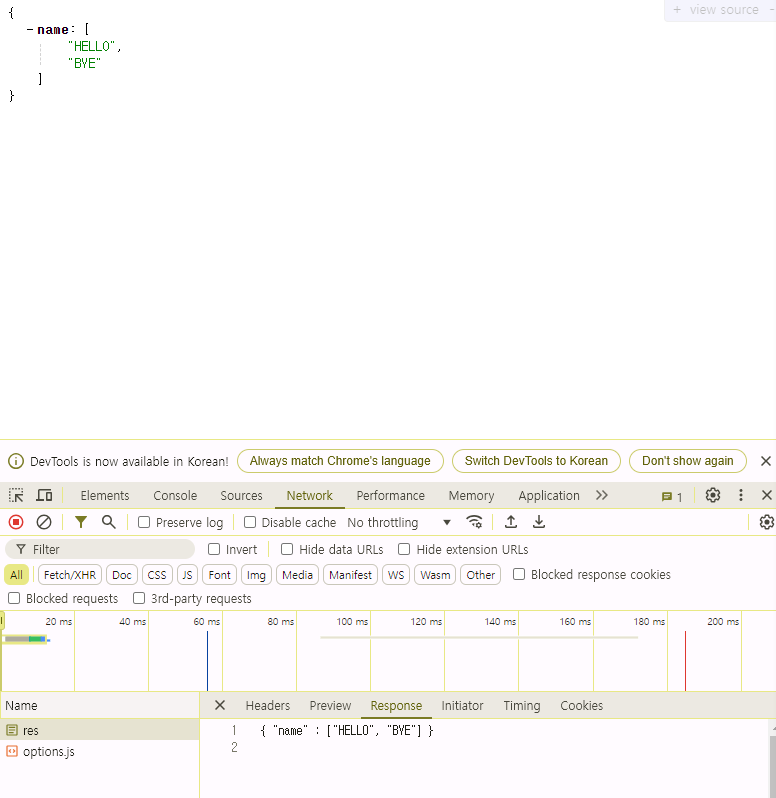 {
+ view source -
- name: [
"HELLO",
"BYE"
]
}
DevTools is now available in Korean! Always match Chrome's language Switch DevTools to Korean Don't show again
Elements Console Sources Network Performance Memory Application 1
Preserve log Disable cache No throttling
Filter Invert Hide data URLs Hide extension URLs
All Fetch/XHR Doc CSS JS Font Img Media Manifest WS Wasm Other Blocked response cookies
Blocked requests 3rd-party requests
20 ms 40 ms 60 ms 80 ms 100 ms 120 ms 140 ms 160 ms 180 ms 200 ms
Name Headers Preview Response Initiator Timing Cookies
res 1 { "name" : ["HELLO", "BYE"] }
options.js 2